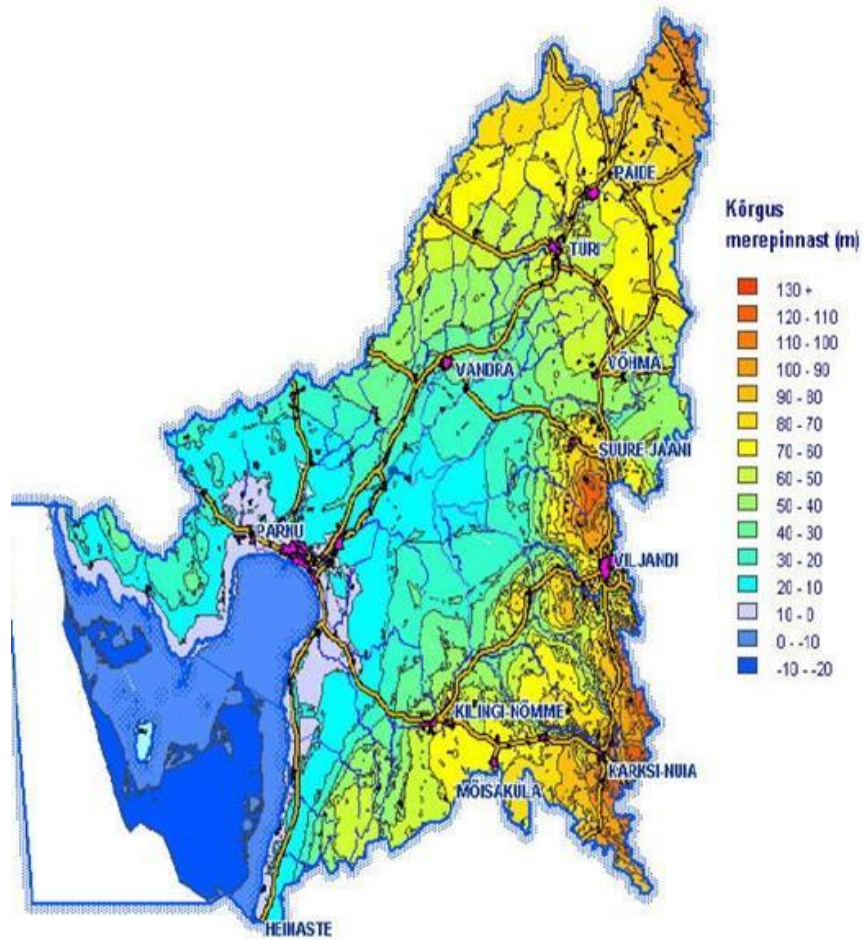 PAIDE
TÜRI
VÄNDRA
VÕHMA
SUURE-JAANI
PÄRNU
VILJANDI
KILINGI-NÕMME
MÕISAKÜLA
KARKSI-NUIA
HEINASTE
Kõrgus
merepinnast (m)
130 +
120 - 110
110 - 100
100 - 90
90 - 80
80 - 70
70 - 60
60 - 50
50 - 40
40 - 30
30 - 20
20 - 10
10 - 0
0 - -10
-10 - -20